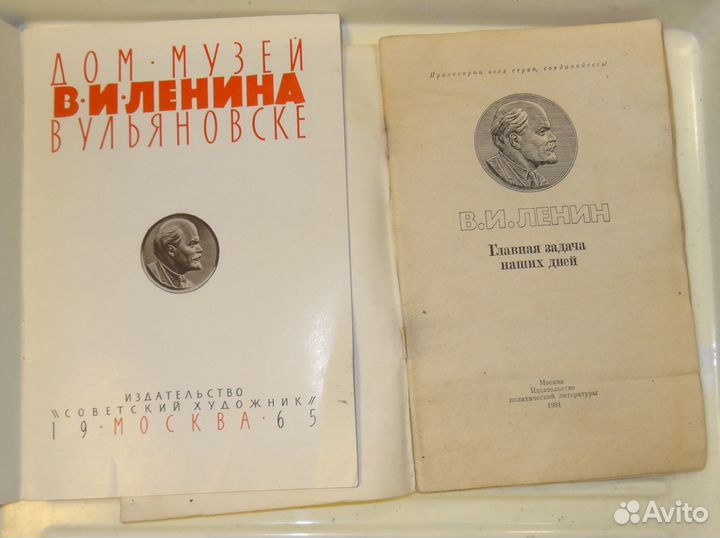 ДОМ·МУЗЕЙ
В·И·ЛЕНИНА
В УЛЬЯНОВСКЕ
ИЗДАТЕЛЬСТВО
"СОВЕТСКИЙ ХУДОЖНИК"
19·МОСКВА·65
Пролетарии всех стран, соединяйтесь!
В.И.ЛЕНИН
Главная задача
наших дней
Москва
Издательство
политической литературы
1981
Avito